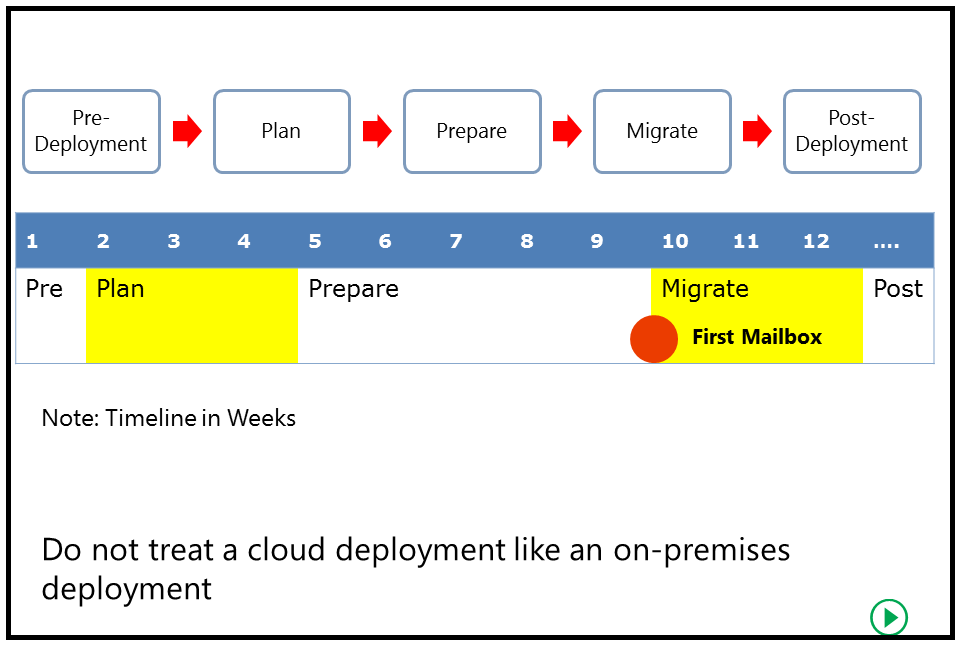 Pre-
Deployment
Plan
Prepare
Migrate
Post-
Deployment
1 2 3 4 5 6 7 8 9 10 11 12 ....
Pre Plan Prepare Migrate Post
First Mailbox
Note: Timeline in Weeks
Do not treat a cloud deployment like an on-premises
deployment